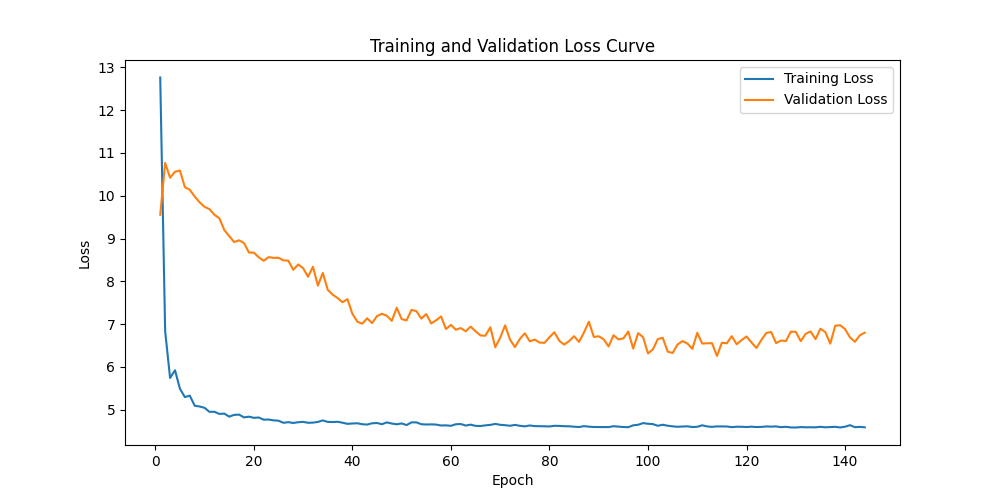 Training and Validation Loss Curve
Training Loss
Validation Loss
13
12
11
10
9
8
7
6
5
Loss
0 20 40 60 80 100 120 140
Epoch